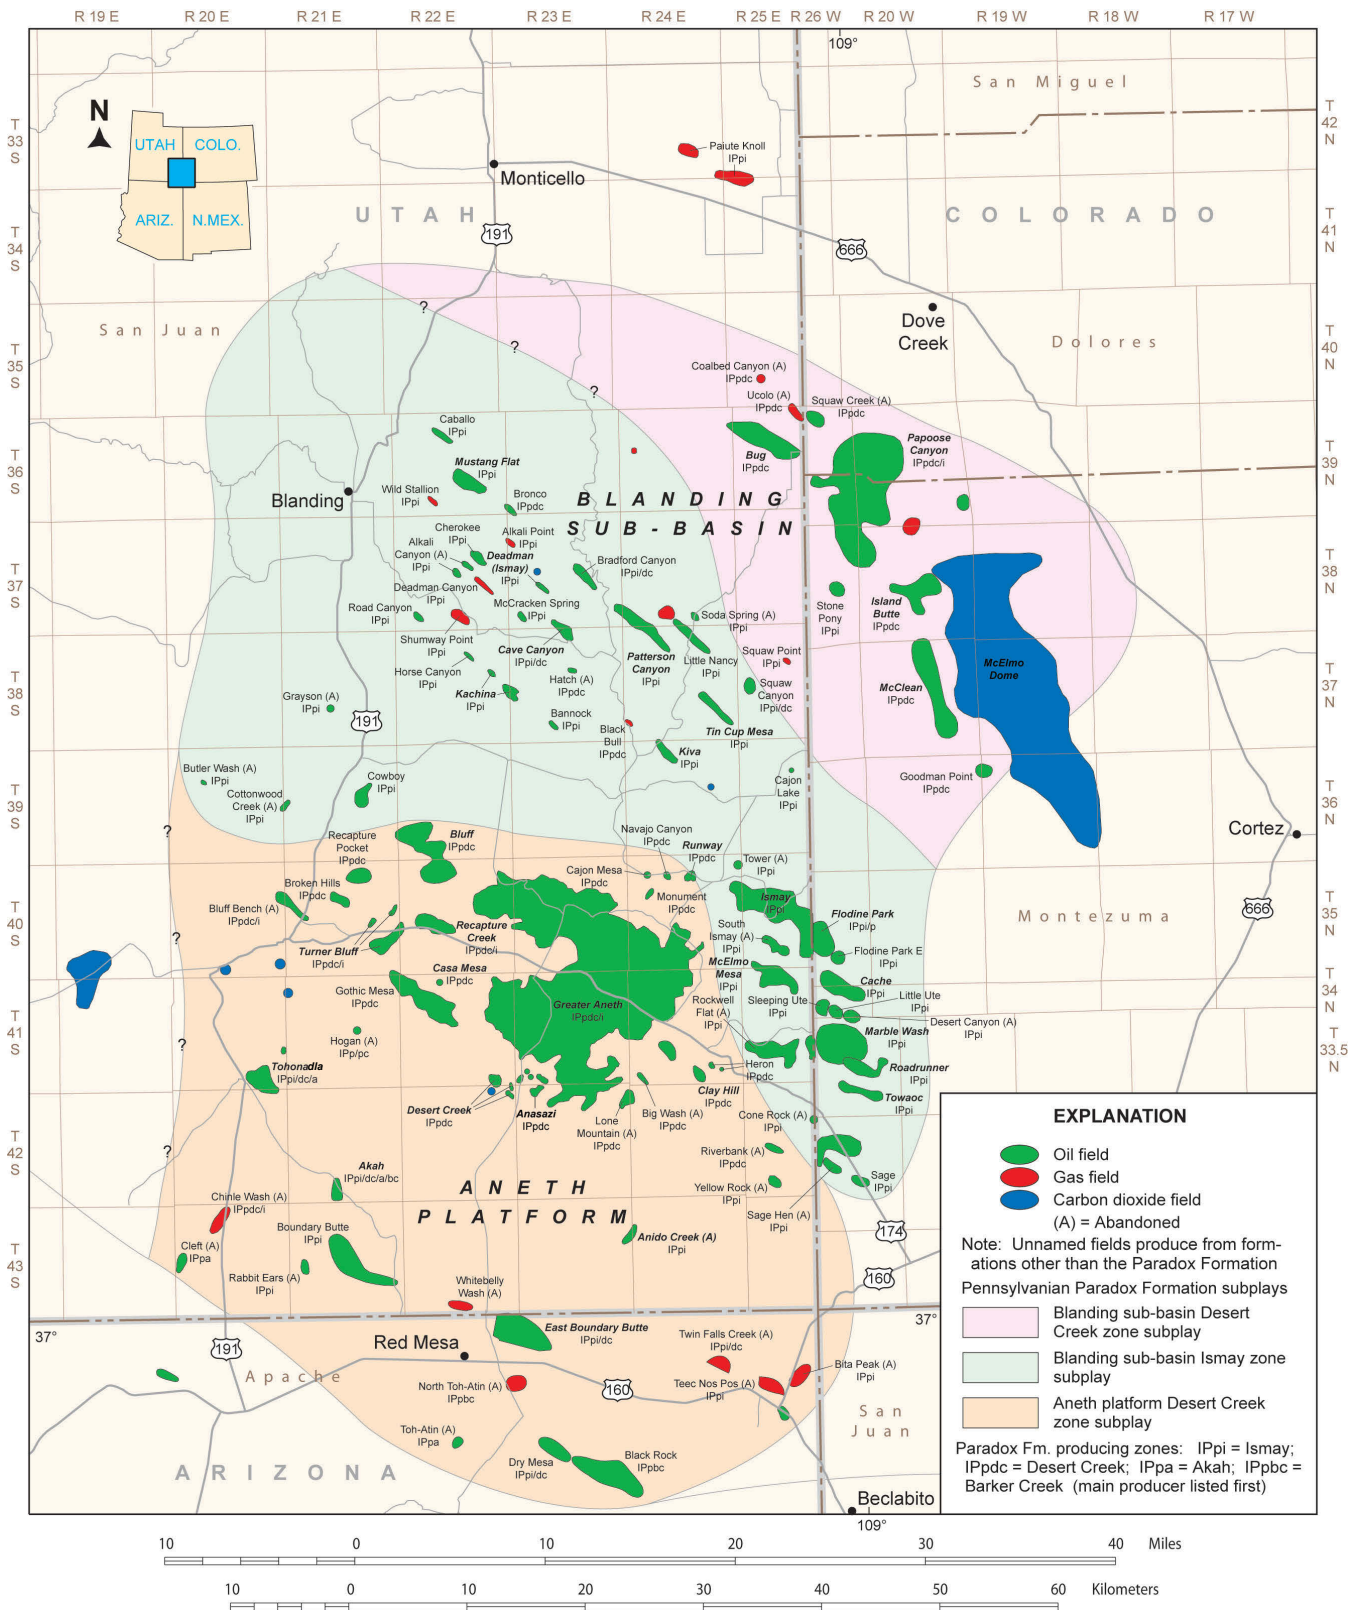 R 19 E
R 20 E
R 21 E
R 22 E
R 23 E
R 24 E
R 25 E
R 26 W
R 20 W
R 19 W
R 18 W
R 17 W
109°
San Miguel
N
UTAH
COLO.
ARIZ.
N.MEX.
T
33
S
T
42
N
Paiute Knoll
IPpi
Monticello
UTAH
COLORADO
T
34
S
T
41
N
191
666
San Juan
Dove
Creek
Dolores
T
35
S
T
40
N
?
?
?
Coalbed Canyon (A)
IPpdc
Ucolo (A)
IPpdc
Squaw Creek (A)
IPpdc
Caballo
IPpi
Bug
IPpdc
Papoose
Canyon
IPpdc/i
T
36
S
T
39
N
Mustang Flat
IPpi
Blanding
Wild Stallion
IPpi
Bronco
IPpdc
BLANDING
SUB-BASIN
Cherokee
IPpi
Alkali Point
IPpi
Alkali
Canyon (A)
IPpi
Deadman
(Ismay)
IPpi
Bradford Canyon
IPpi/dc
T
37
S
T
38
N
Deadman Canyon
IPpi
McCracken Spring
IPpi
Road Canyon
IPpi
Shumway Point
IPpi
Soda Spring (A)
IPpi
Stone
Pony
IPpi
Island
Butte
IPpdc
Cave Canyon
IPpi/dc
Patterson
Canyon
IPpi
Little Nancy
IPpi
Squaw Point
IPpi
McElmo
Dome
Horse Canyon
IPpi
Hatch (A)
IPpdc
Squaw
Canyon
IPpi/dc
McClean
IPpdc
T
38
S
T
37
N
Kachina
IPpi
Grayson (A)
IPpi
Bannock
IPpi
191
Black
Bull
IPpdc
Tin Cup Mesa
IPpi
Kiva
IPpi
Butler Wash (A)
IPpi
Cowboy
IPpi
Cottonwood
Creek (A)
IPpi
Cajon
Lake
IPpi
Goodman Point
IPpdc
T
39
S
T
36
N
?
Cortez
Recapture
Pocket
IPpdc
Bluff
IPpdc
Navajo Canyon
IPpdc
Runway
IPpdc
Tower (A)
IPpi
Cajon Mesa
IPpdc
Broken Hills
IPpdc
Bluff Bench (A)
IPpdc/i
Monument
IPpdc
Ismay
IPpi
Flodine Park
IPpi/p
666
T
40
S
T
35
N
Montezuma
?
Recapture
Creek
IPpdc/i
Turner Bluff
IPpdc/i
South
Ismay (A)
IPpi
Flodine Park E
IPpi
Casa Mesa
IPpdc
Gothic Mesa
IPpdc
McElmo
Mesa
IPpi
Cache
IPpi
T
34
N
Greater Aneth
IPpdc/i
Rockwell
Flat (A)
IPpi
Sleeping Ute
IPpi
Little Ute
IPpi
Desert Canyon (A)
IPpi
T
41
S
T
33.5
N
?
Hogan (A)
IPp/pc
Marble Wash
IPpi
Tohonadla
IPpi/dc/a
Heron
IPpdc
Roadrunner
IPpi
Clay Hill
IPpdc
Towaoc
IPpi
Desert Creek
IPpdc
Anasazi
IPpdc
Lone
Mountain (A)
IPpdc
Big Wash (A)
IPpdc
Cone Rock (A)
IPpi
T
42
S
?
Riverbank (A)
IPpdc
Akah
IPpi/dc/a/bc
Sage
IPpi
Yellow Rock (A)
IPpi
Chinle Wash (A)
IPpdc/i
ANETH
PLATFORM
Sage Hen (A)
IPpi
174
Boundary Butte
IPpi
Anido Creek (A)
IPpi
Cleft (A)
IPpa
T
43
S
Rabbit Ears (A)
IPpi
160
Whitebelly
Wash (A)
37°
37°
Red Mesa
East Boundary Butte
IPpi/dc
Twin Falls Creek (A)
IPpi/dc
191
Apache
Bita Peak (A)
IPpi
North Toh-Atin (A)
IPpbc
160
Teec Nos Pos (A)
IPpi
San
Juan
Toh-Atin (A)
IPpa
Dry Mesa
IPpi/dc
Black Rock
IPpbc
ARIZONA
Beclabito
109°
EXPLANATION
Oil field
Gas field
Carbon dioxide field
(A) = Abandoned
Note: Unnamed fields produce from form-
ations other than the Paradox Formation
Pennsylvanian Paradox Formation subplays
Blanding sub-basin Desert
Creek zone subplay
Blanding sub-basin Ismay zone
subplay
Aneth platform Desert Creek
zone subplay
Paradox Fm. producing zones: IPpi = Ismay;
IPpdc = Desert Creek; IPpa = Akah; IPpbc =
Barker Creek (main producer listed first)
10 0 10 20 30 40 Miles
10 0 10 20 30 40 50 60 Kilometers